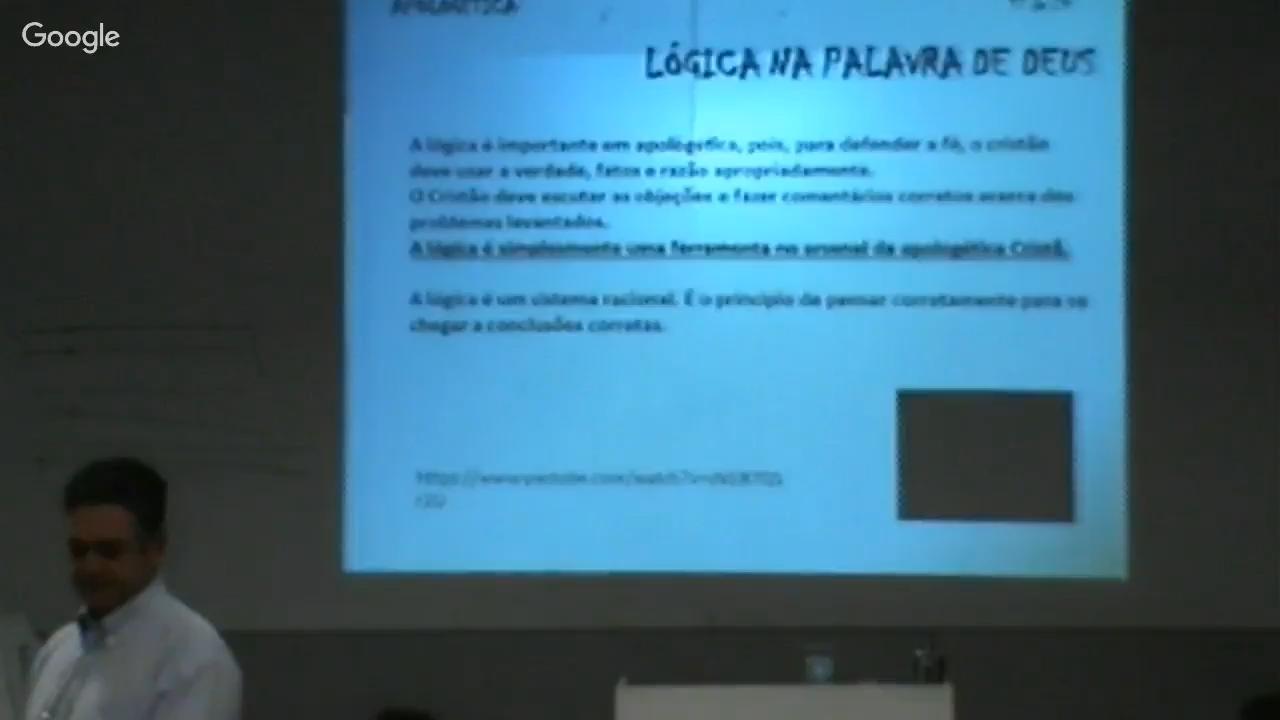 Google
APOLOGÉTICA
LÓGICA NA PALAVRA DE DEUS
A lógica é importante em apologética, pois, para defender a fé, o cristão
deve usar a verdade, fatos e razão apropriadamente.
O Cristão deve escutar as objeções e fazer comentários corretos acerca dos
problemas levantados.
A lógica é simplesmente uma ferramenta no arsenal da apologética Cristã.
A lógica é um sistema racional. É o princípio de pensar corretamente para se
chegar a conclusões corretas.